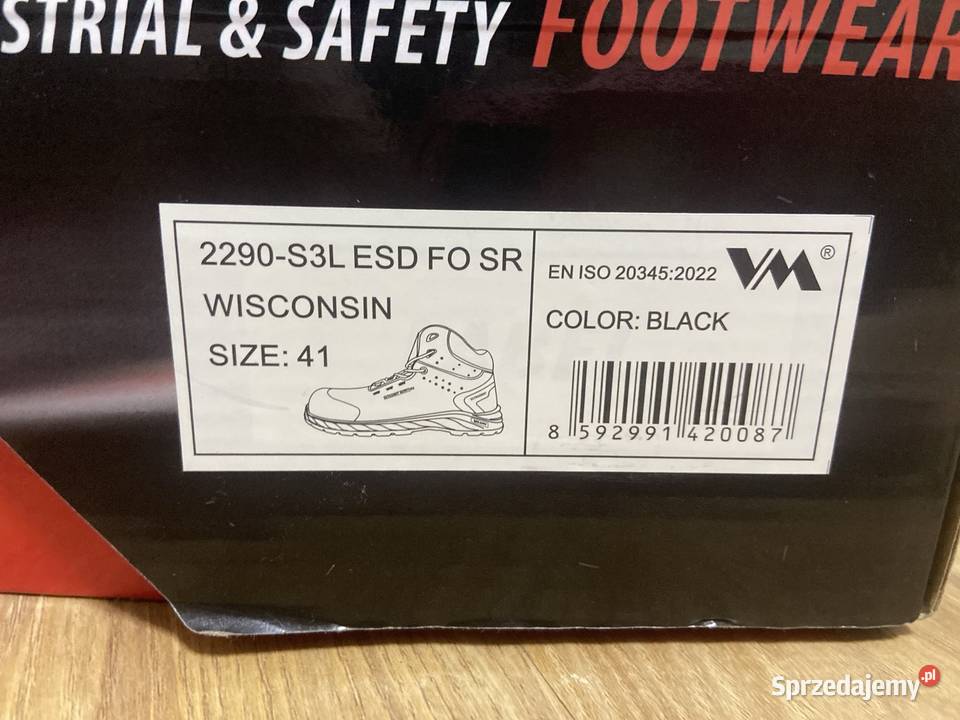 STRIAL & SAFETY FOOTWEAR
2290-S3L ESD FO SR
WISCONSIN
SIZE: 41
EN ISO 20345:2022
VM®
COLOR: BLACK
8 592991 420087
Sprzedajemy.pl